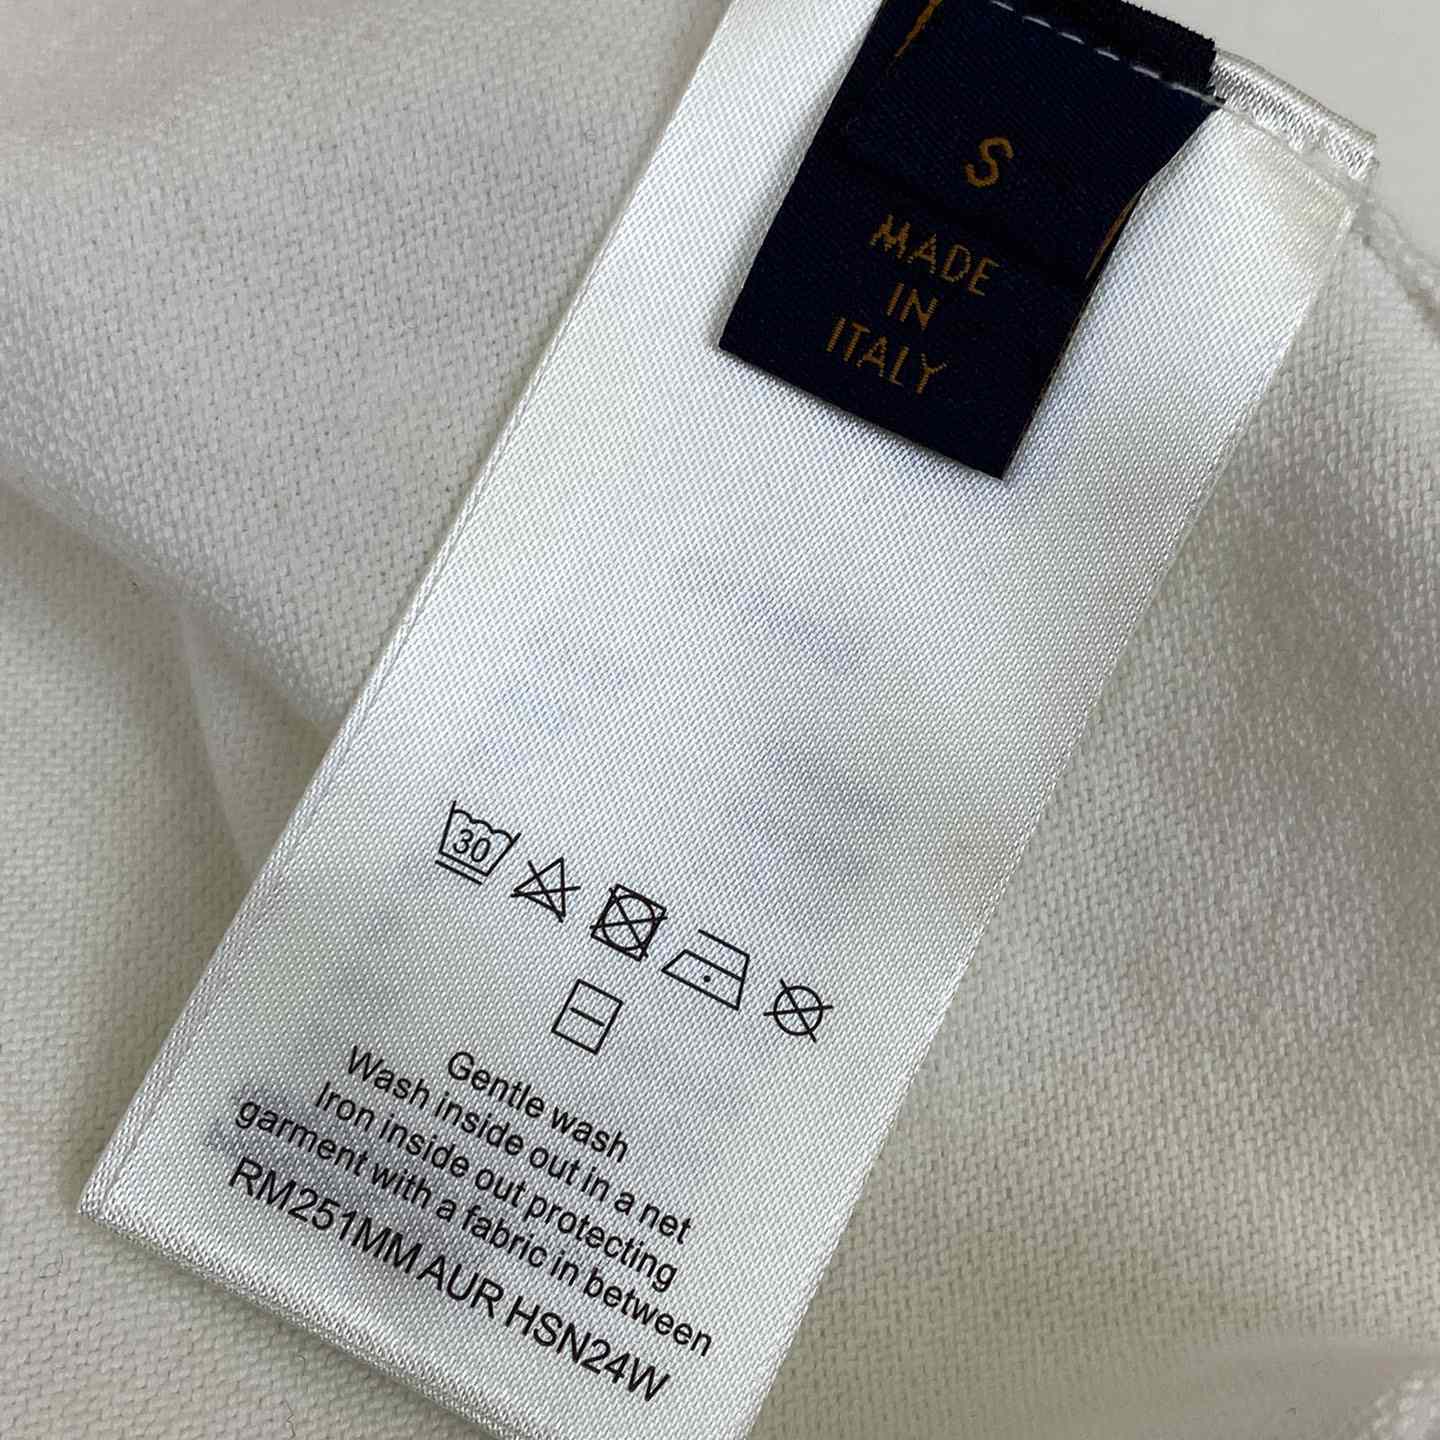 S
MADE
IN
ITALY
30
Gentle wash
Wash inside out in a net
Iron inside out protecting
garment with a fabric in between
RM251MM AUR HSN24W